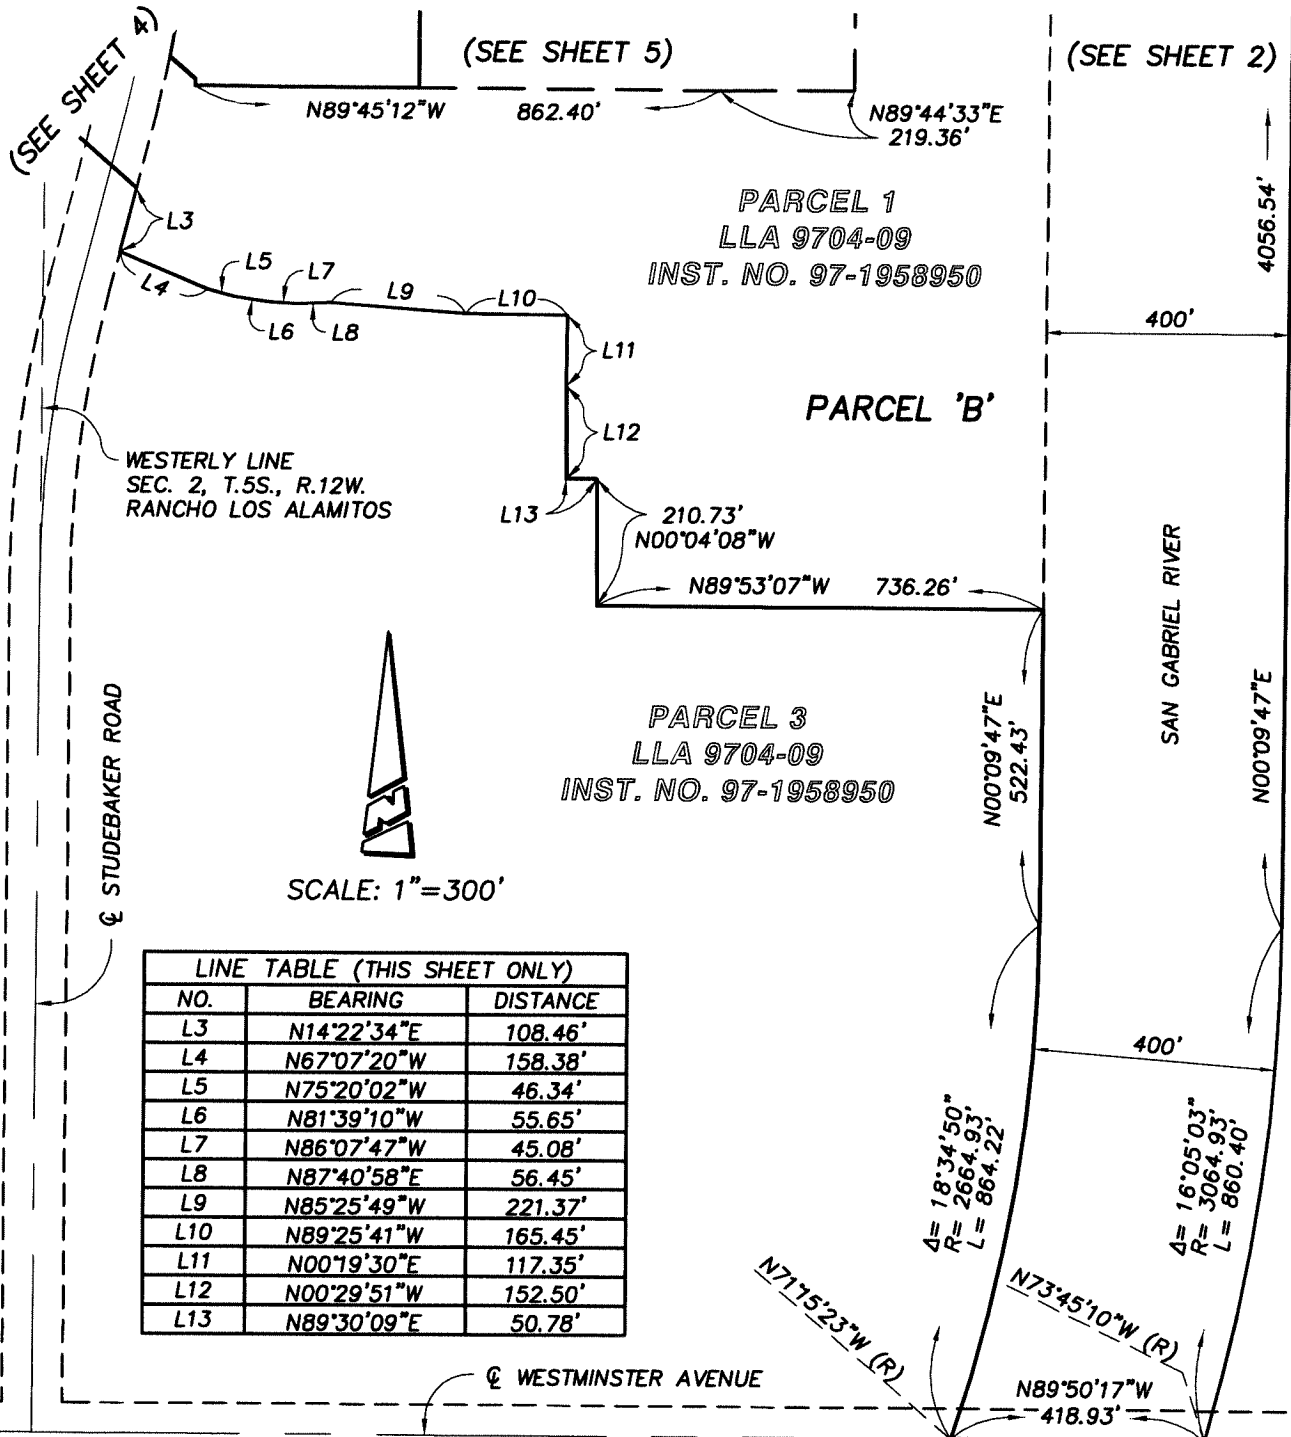 (SEE SHEET 4)
(SEE SHEET 5)
(SEE SHEET 2)
N89°45'12"W 862.40'
N89°44'33"E
219.36'
4056.54'
L3
PARCEL 1
LLA 9704-09
INST. NO. 97-1958950
L4
L5
L7
L9
L10
L6
L8
400'
L11
PARCEL 'B'
L12
WESTERLY LINE
SEC. 2, T.5S., R.12W.
RANCHO LOS ALAMITOS
L13
210.73'
N00°04'08"W
SAN GABRIEL RIVER
N89°53'07"W 736.26'
℄ STUDEBAKER ROAD
PARCEL 3
LLA 9704-09
INST. NO. 97-1958950
N00°09'47"E
522.43'
N00°09'47"E
N
SCALE: 1"=300'
LINE TABLE (THIS SHEET ONLY)
NO. BEARING DISTANCE
L3 N14°22'34"E 108.46'
L4 N67°07'20"W 158.38'
L5 N75°20'02"W 46.34'
L6 N81°39'10"W 55.65'
L7 N86°07'47"W 45.08'
L8 N87°40'58"E 56.45'
L9 N85°25'49"W 221.37'
L10 N89°25'41"W 165.45'
L11 N00°19'30"E 117.35'
L12 N00°29'51"W 152.50'
L13 N89°30'09"E 50.78'
400'
Δ= 18°34'50"
R= 2664.93'
L= 864.22'
Δ= 16°05'03"
R= 3064.93'
L= 860.40'
N71°15'23"W (R)
N73°45'10"W (R)
℄ WESTMINSTER AVENUE
N89°50'17"W
418.93'